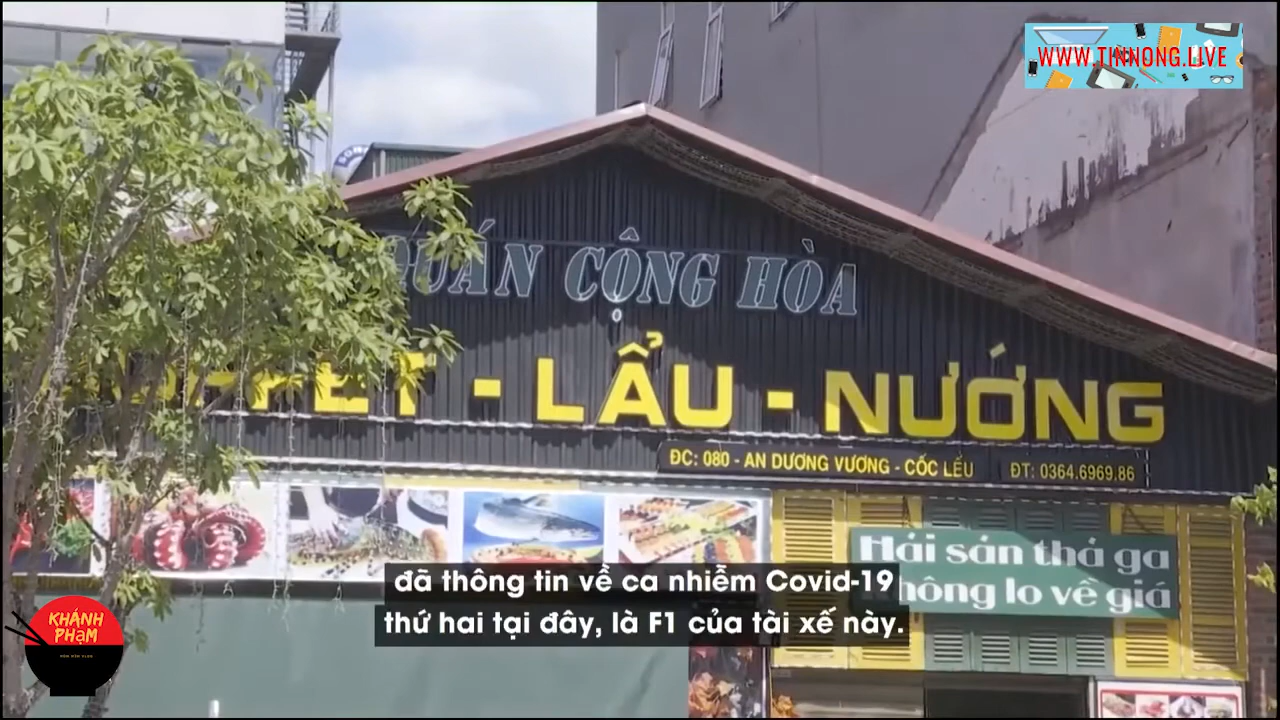 WWW.TINNONG.LIVE
QUÁN CỘNG HÒA
- LẨU - NƯỚNG
ĐC: 080 - AN DƯƠNG VƯƠNG - CỐC LẾU ĐT: 0364.6969.86
Hải sản thả ga
không lo về giá
đã thông tin về ca nhiễm Covid-19
thứ hai tại đây, là F1 của tài xế này.
KHÁNH
PHẠM